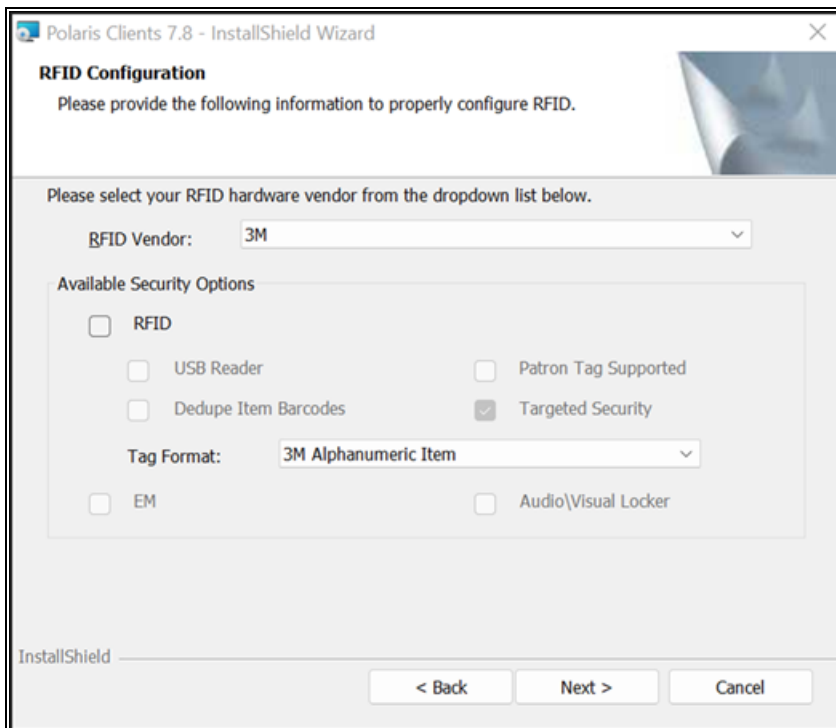 Polaris Clients 7.8 - InstallShield Wizard
RFID Configuration
Please provide the following information to properly configure RFID.
Please select your RFID hardware vendor from the dropdown list below.
RFID Vendor: 3M
Available Security Options
RFID
USB Reader Patron Tag Supported
Dedupe Item Barcodes Targeted Security
Tag Format: 3M Alphanumeric Item
EM Audio\Visual Locker
InstallShield
< Back Next > Cancel